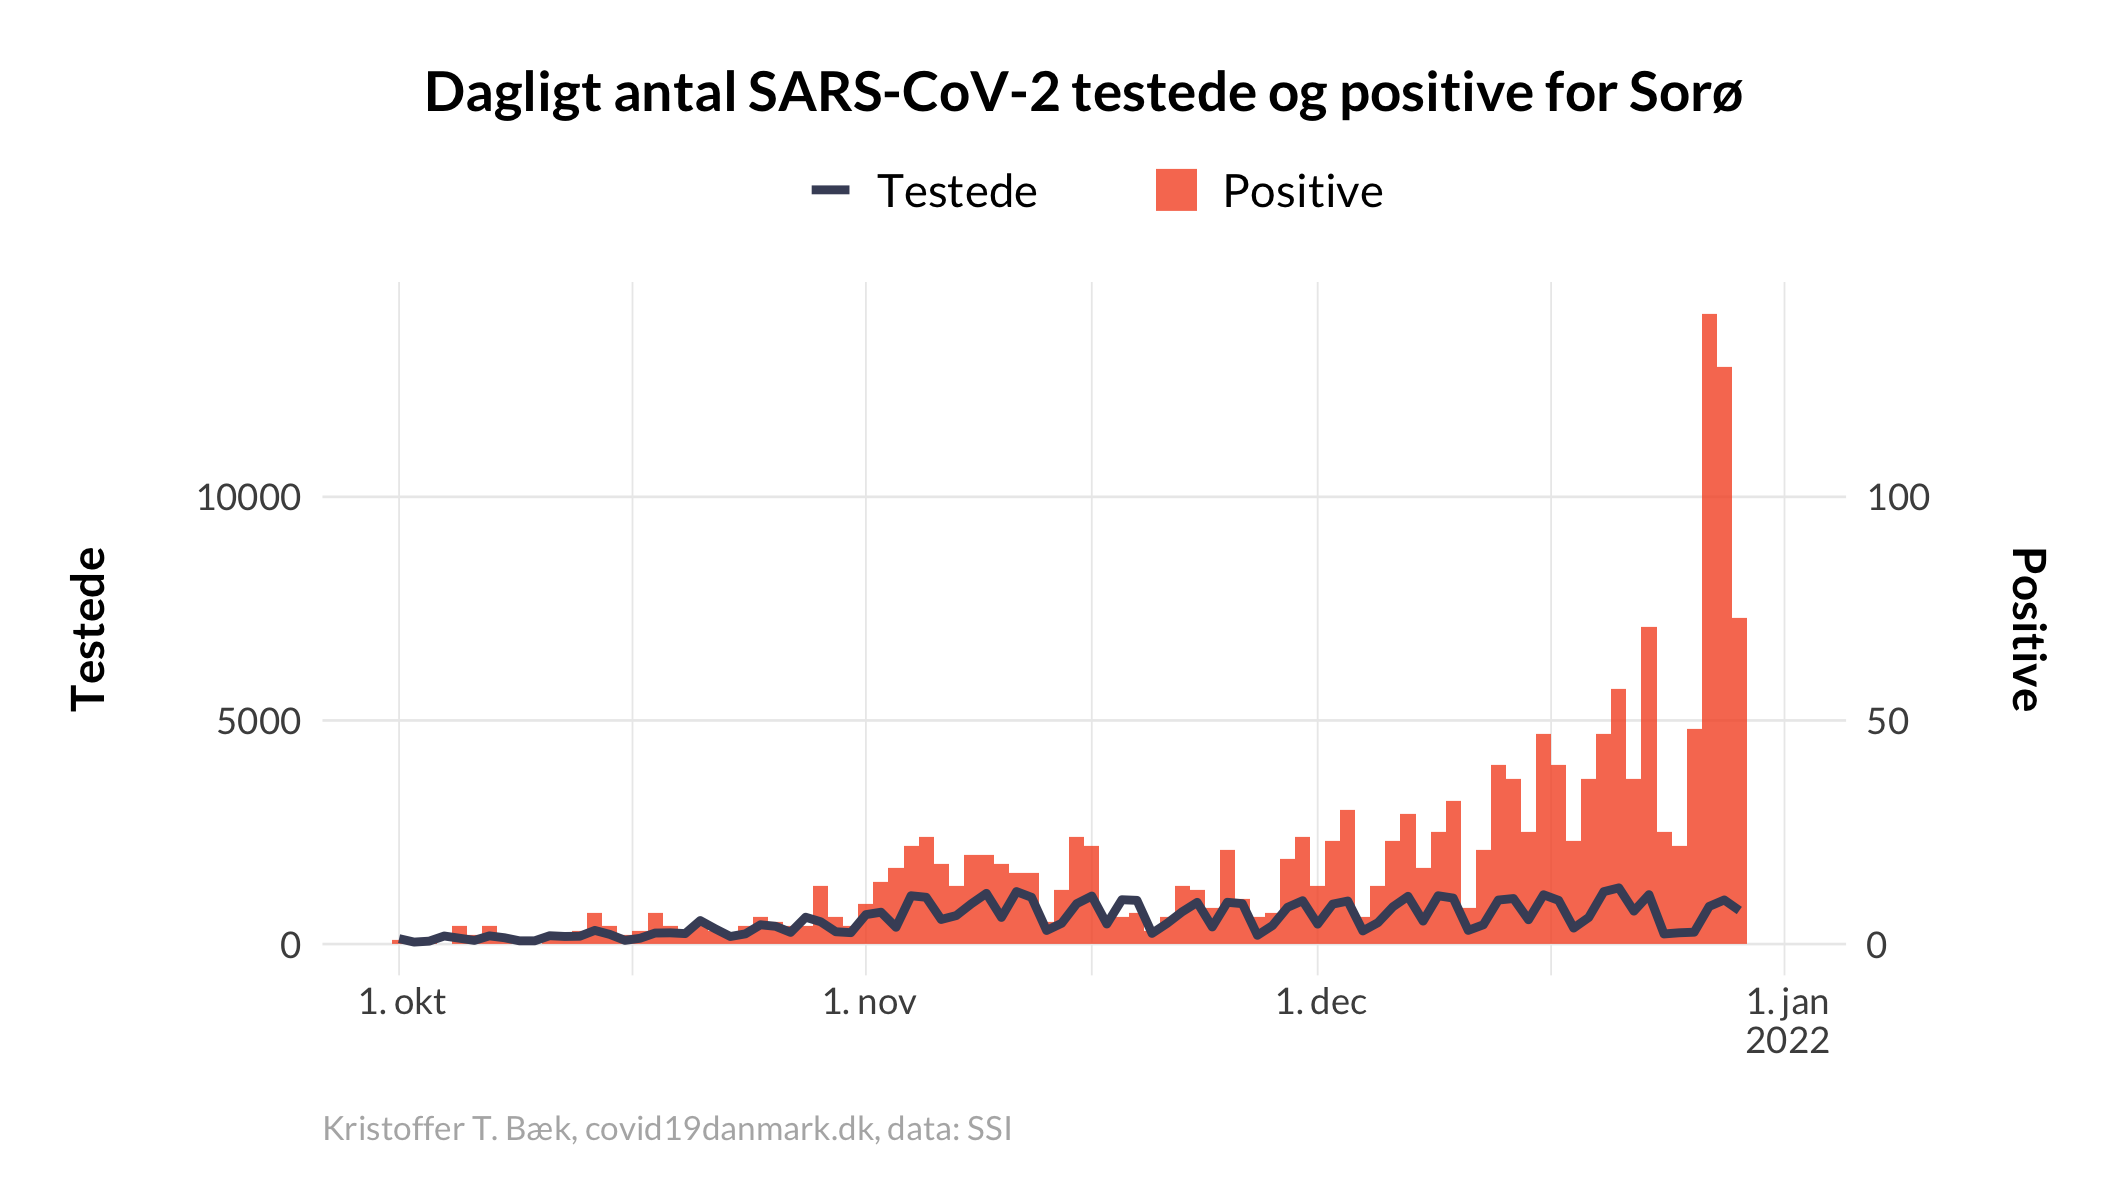 Dagligt antal SARS-CoV-2 testede og positive for Sorø
Testede
Positive
10000
5000
0
Testede
100
50
0
Positive
1. okt
1. nov
1. dec
1. jan
2022
Kristoffer T. Bæk, covid19danmark.dk, data: SSI